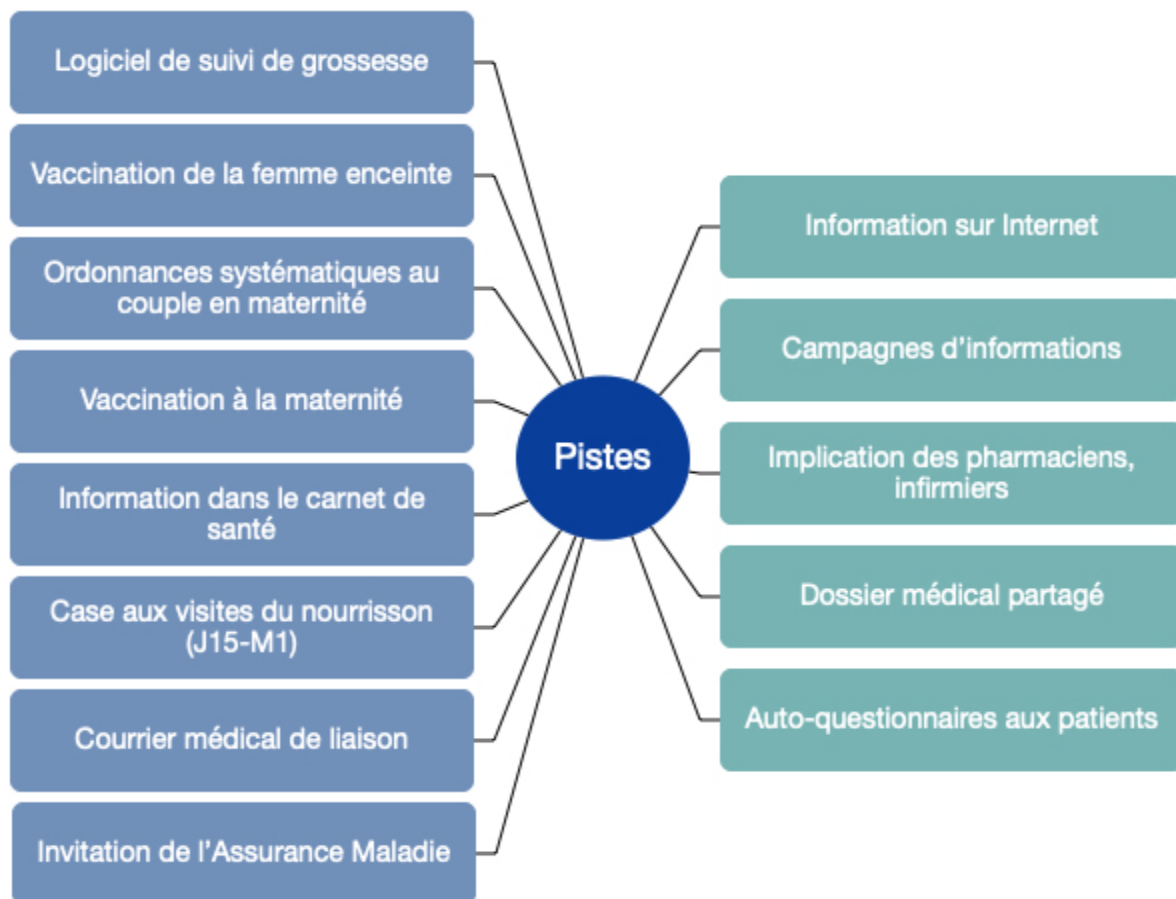 Logiciel de suivi de grossesse
Vaccination de la femme enceinte
Ordonnances systématiques au
couple en maternité
Vaccination à la maternité
Information dans le carnet de
santé
Case aux visites du nourrisson
(J15-M1)
Courrier médical de liaison
Invitation de l'Assurance Maladie
Pistes
Information sur Internet
Campagnes d'informations
Implication des pharmaciens,
infirmiers
Dossier médical partagé
Auto-questionnaires aux patients